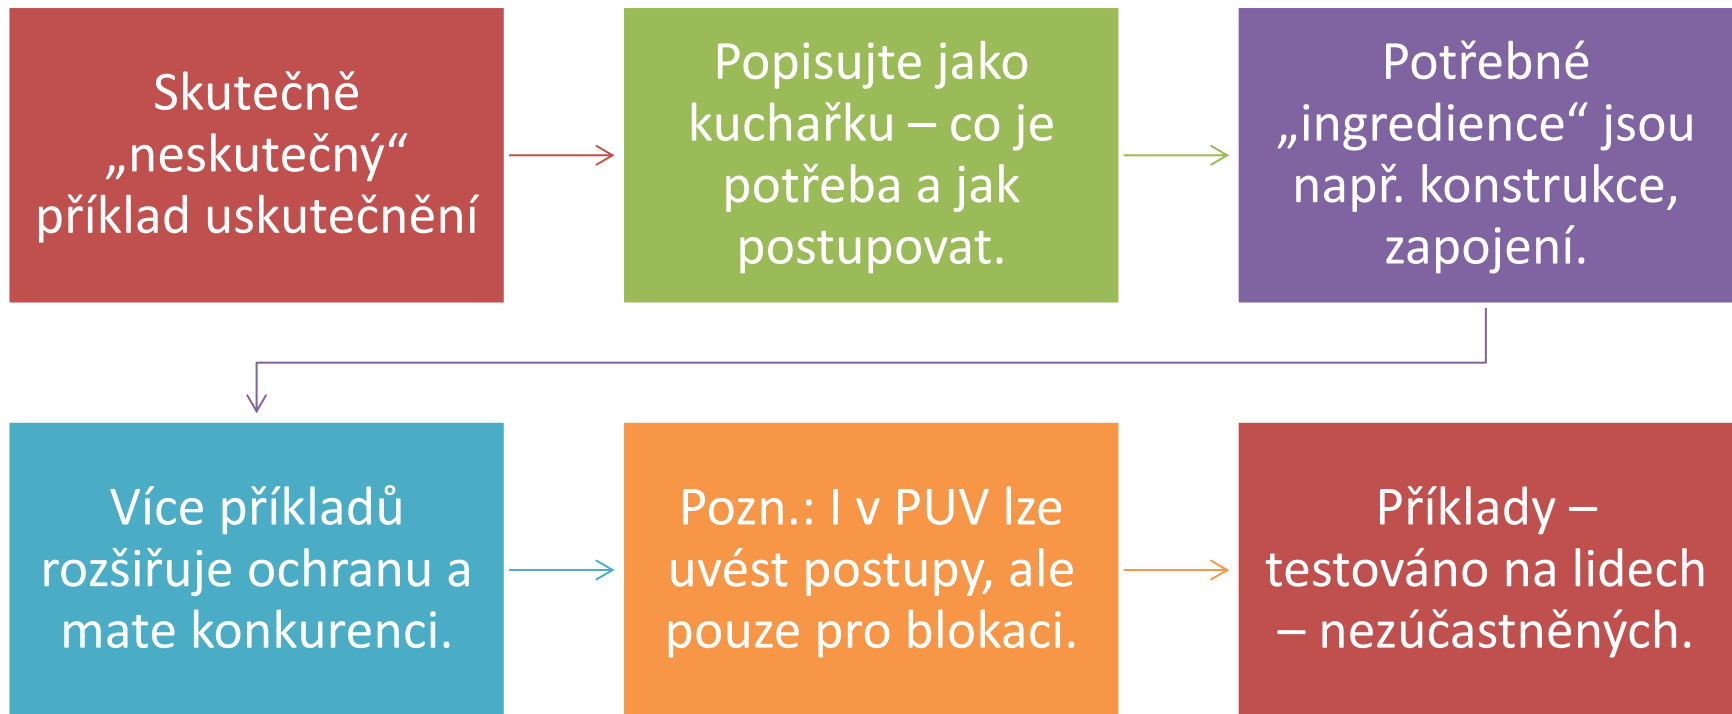 Skutečně
„neskutečný“
příklad uskutečnění
Popisujte jako
kuchařku – co je
potřeba a jak
postupovat.
Potřebné
„ingredience“ jsou
např. konstrukce,
zapojení.
Více příkladů
rozšiřuje ochranu a
mate konkurenci.
Pozn.: I v PUV lze
uvést postupy, ale
pouze pro blokaci.
Příklady –
testováno na lidech
– nezúčastněných.